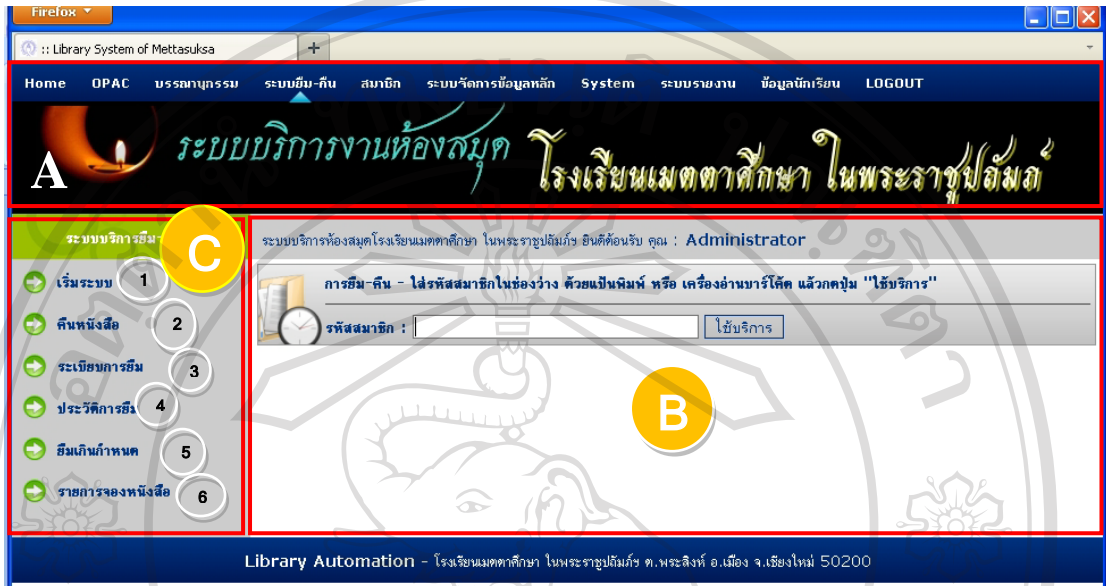 Firefox
:: Library System of Mettasuksa
Home OPAC บรรณานุกรม ระบบยืม-คืน สมาชิก ระบบจัดการข้อมูลหลัก System ระบบรายงาน ข้อมูลนักเรียน LOGOUT
ระบบบริการงานห้องสมุด โรงเรียนเมตตาศึกษา ในพระราชูปถัมภ์
A
ระบบบริการยืม
C
ระบบบริการห้องสมุดโรงเรียนเมตตาศึกษา ในพระราชูปถัมภ์ฯ ยินดีต้อนรับ คุณ : Administrator
เริ่มระบบ 1
คืนหนังสือ 2
ระเบียบการยืม 3
ประวัติการยืม 4
ยืมเกินกำหนด 5
รายการจองหนังสือ 6
การยืม-คืน - ใส่รหัสสมาชิกในช่องว่าง ด้วยแป้นพิมพ์ หรือ เครื่องอ่านบาร์โค้ด แล้วกดปุ่ม "ใช้บริการ"
รหัสสมาชิก : ใช้บริการ
B
Library Automation - โรงเรียนเมตตาศึกษา ในพระราชูปถัมภ์ฯ ต.พระสิงห์ อ.เมือง จ.เชียงใหม่ 50200